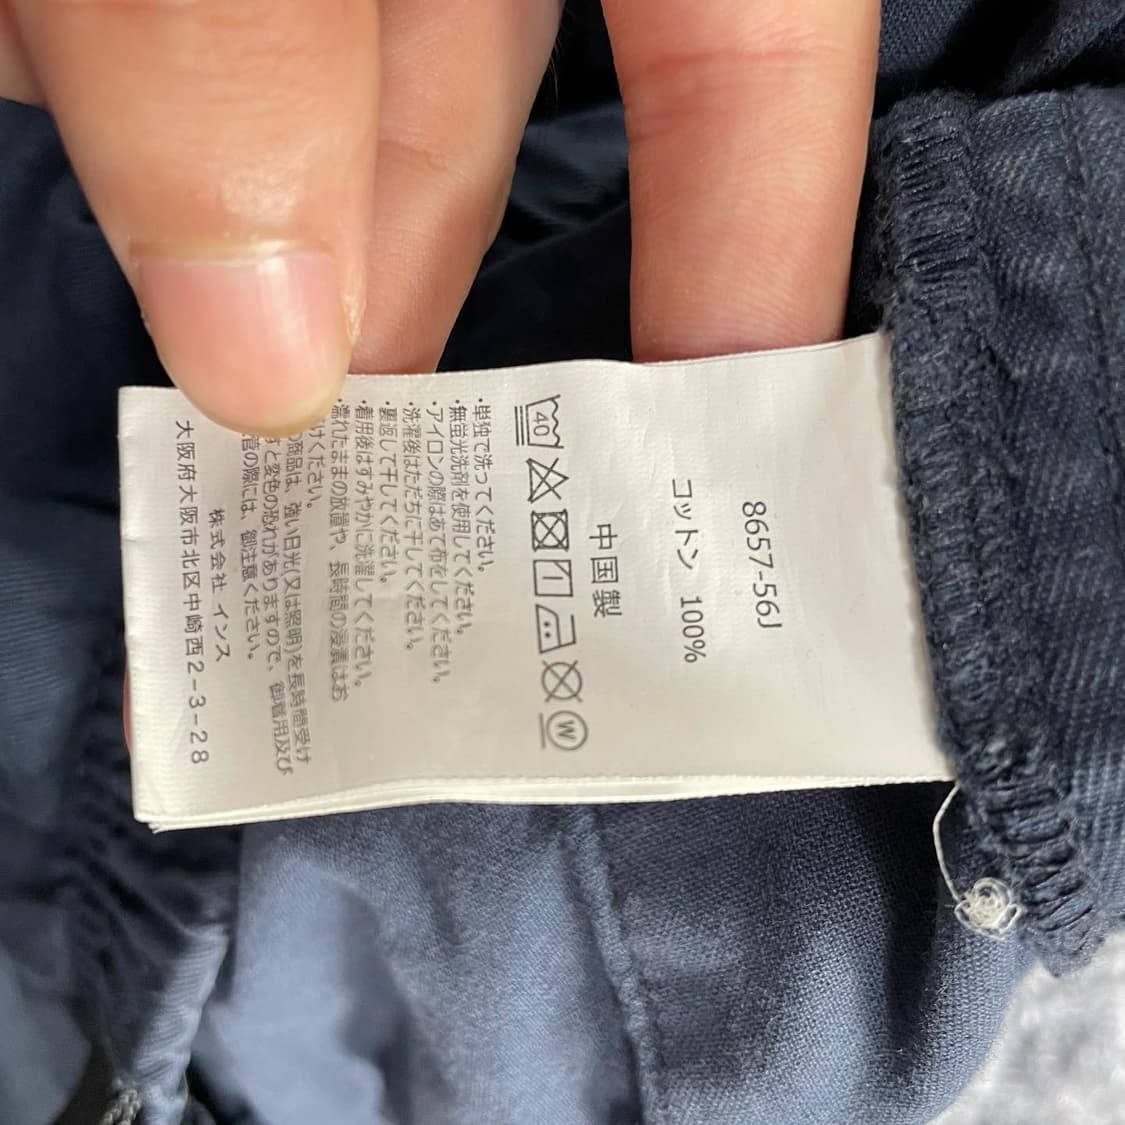 8657-56J
コットン 100%
中国製
40
W
・単独で洗ってください。
・無蛍光洗剤を使用してください。
・アイロンの際はあて布をしてください。
・洗濯後はただちに干してください。
・裏返して干してください。
・着用後はすみやかに洗濯してください。
・濡れたままの放置や、長時間の浸漬はお
けください。
商品は、強い日光(又は照明)を長時間受け
すと変色の恐れがありますので、御着用及び
管の際には、御注意ください。
株式会社 インス
大阪府大阪市北区中崎西2-3-28